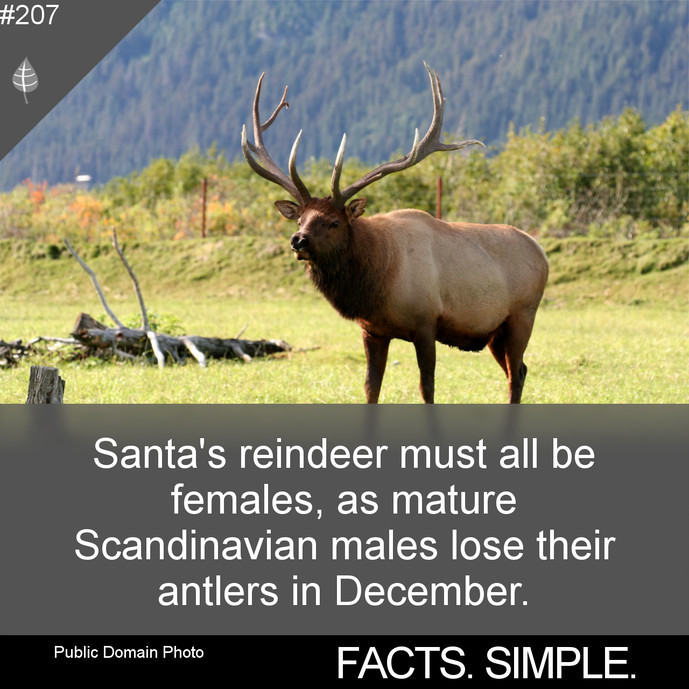 #207
Santa's reindeer must all be
females, as mature
Scandinavian males lose their
antlers in December.
Public Domain Photo
FACTS. SIMPLE.